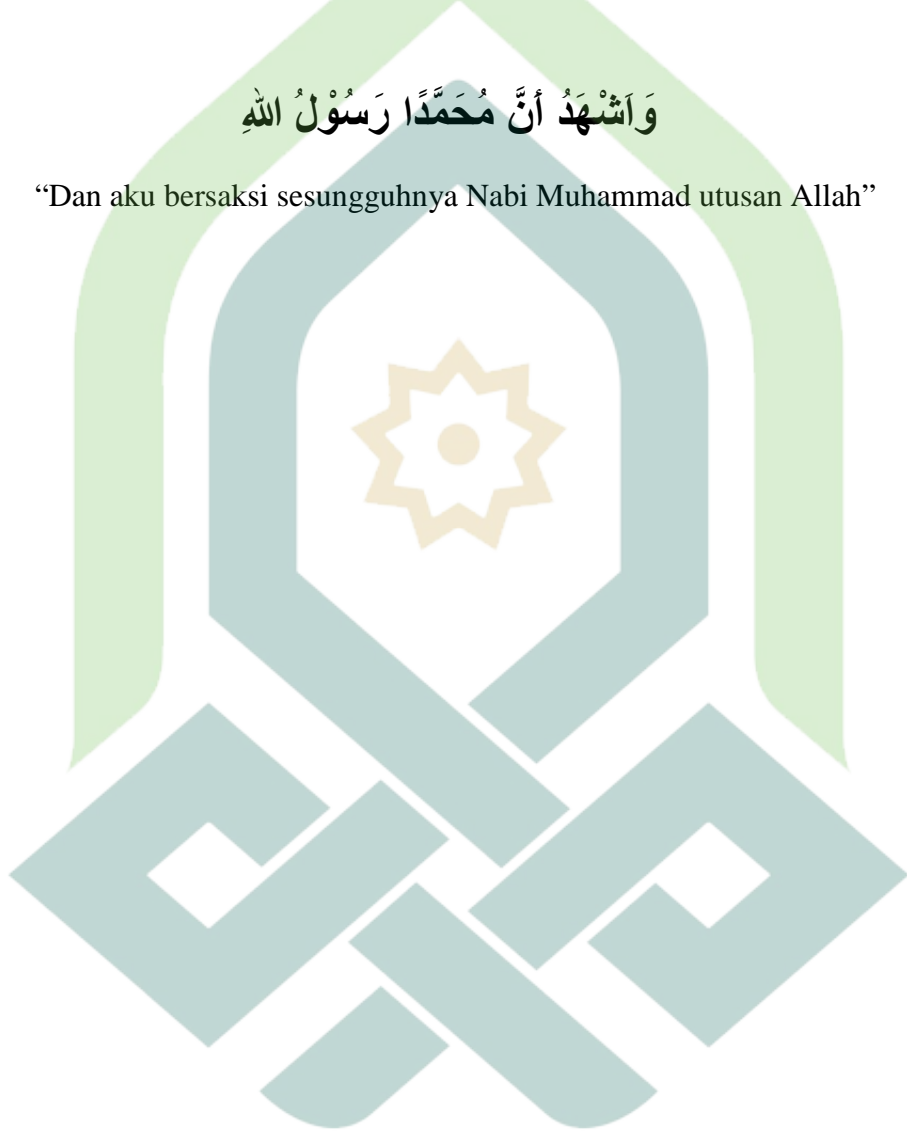 وَاَشْهَدُ أَنَّ مُحَمَّدًا رَسُوْلُ اللهِ
“Dan aku bersaksi sesungguhnya Nabi Muhammad utusan Allah”